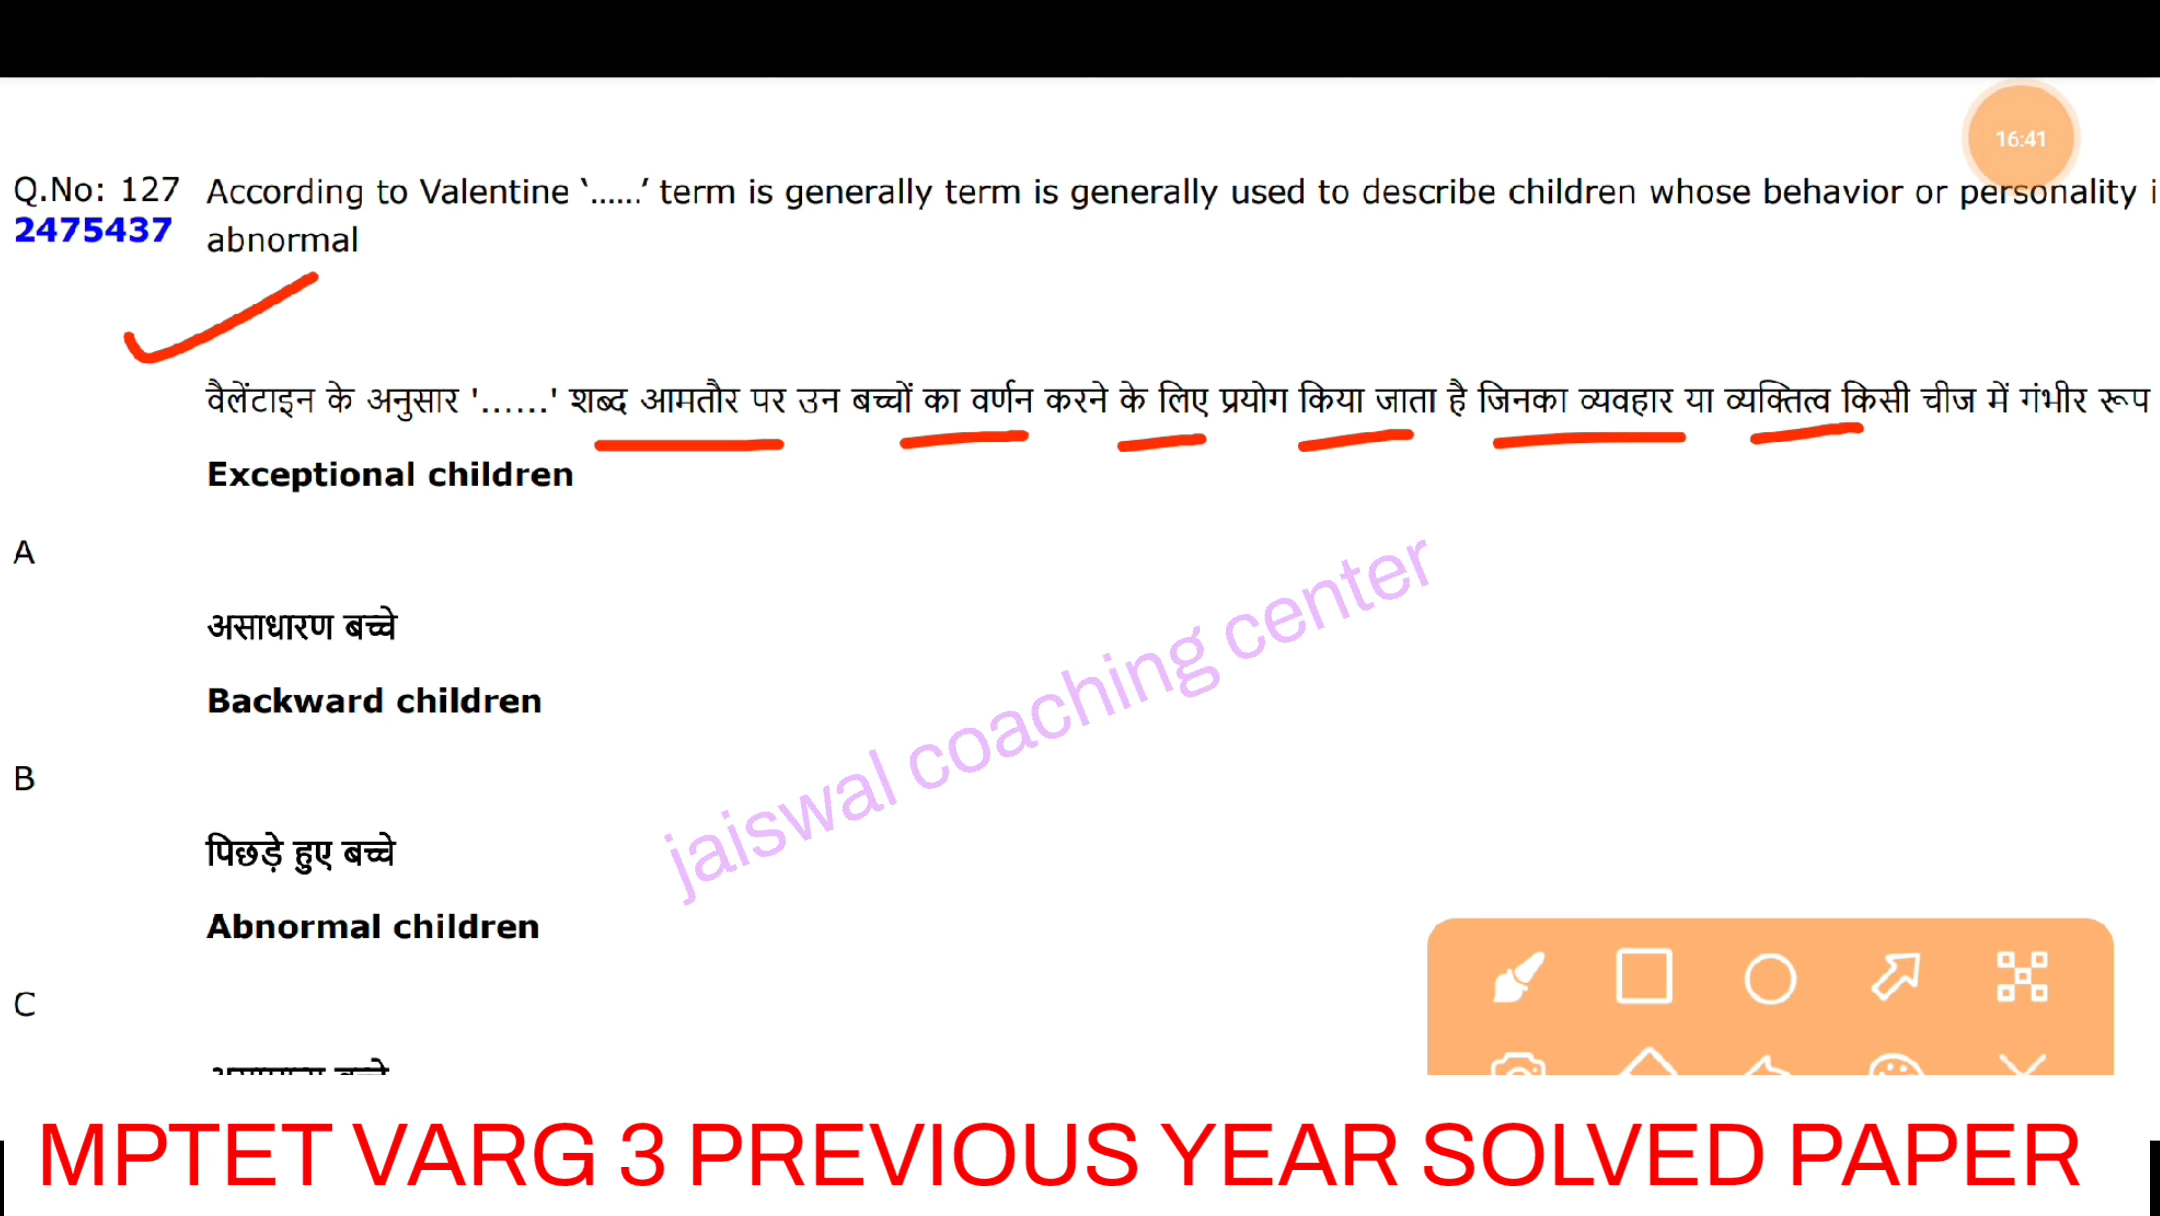 16:41
Q.No: 127 According to Valentine ‘......’ term is generally term is generally used to describe children whose behavior or personality i
2475437 abnormal
वैलेंटाइन के अनुसार '......' शब्द आमतौर पर उन बच्चों का वर्णन करने के लिए प्रयोग किया जाता है जिनका व्यवहार या व्यक्तित्व किसी चीज में गंभीर रूप
Exceptional children
A
असाधारण बच्चे
Backward children
B
पिछड़े हुए बच्चे
Abnormal children
C
jaiswal coaching center
MPTET VARG 3 PREVIOUS YEAR SOLVED PAPER